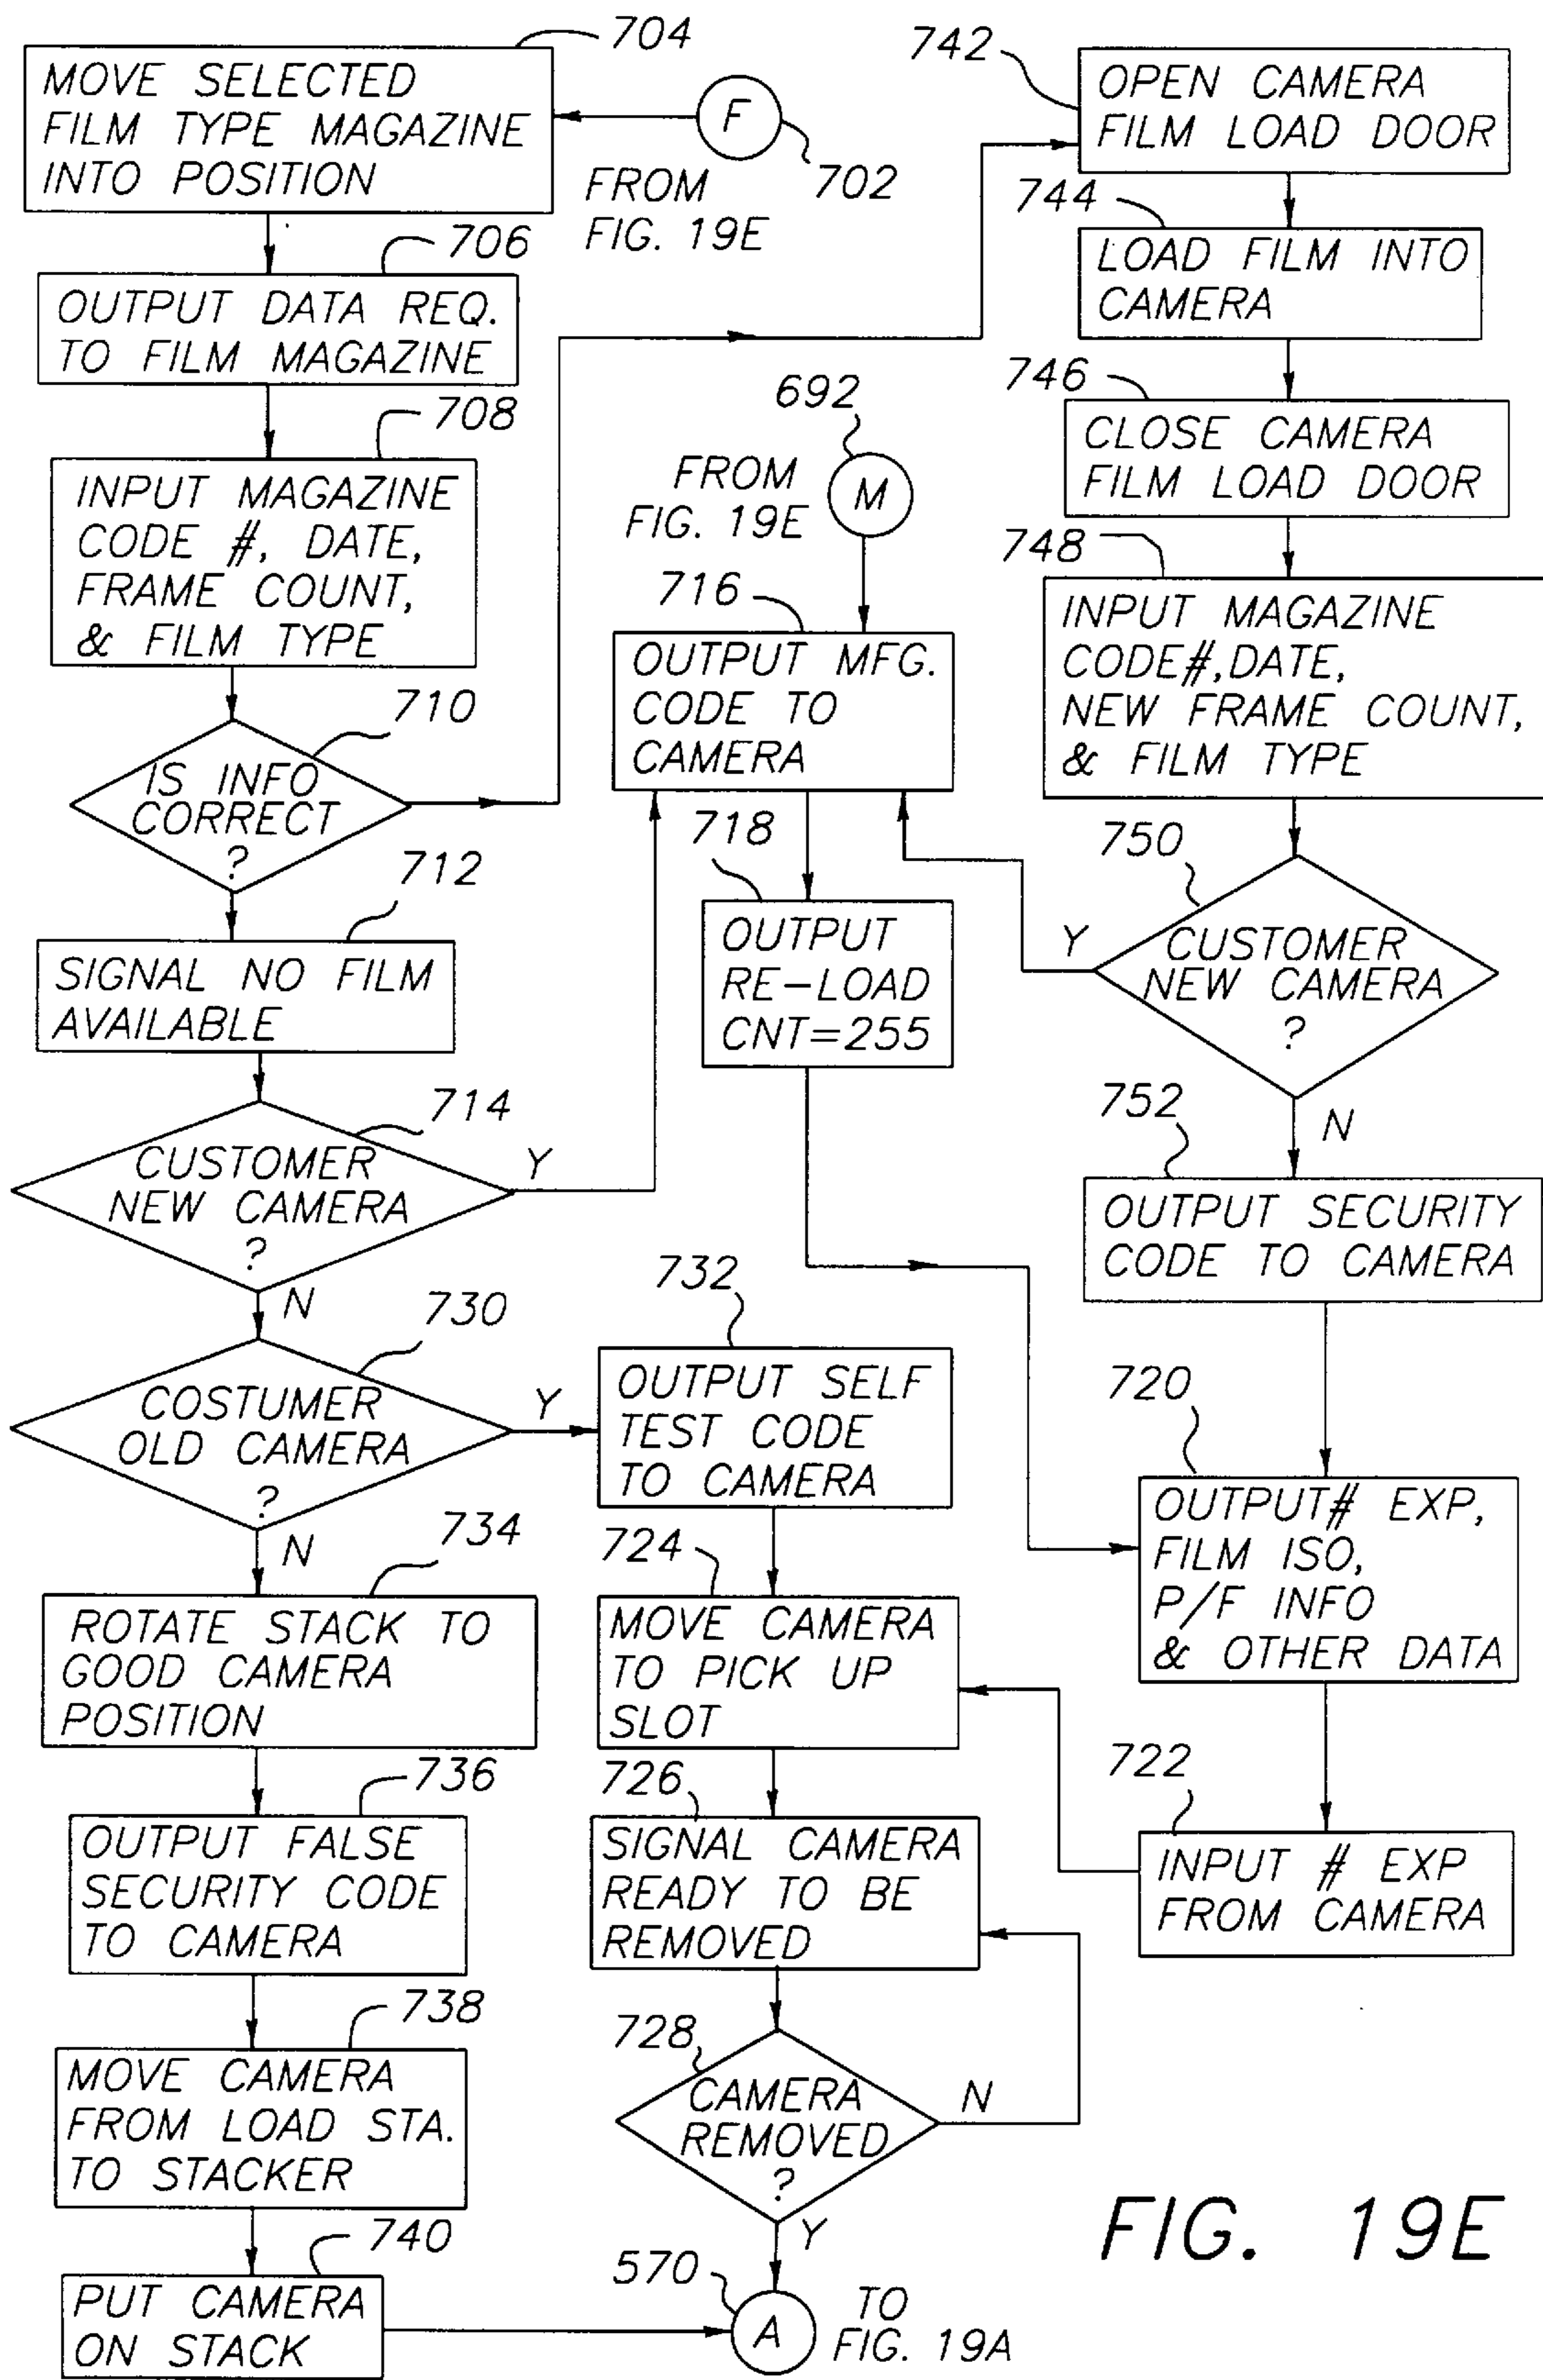 704
MOVE SELECTED
FILM TYPE MAGAZINE
INTO POSITION
F
702
FROM
FIG. 19E
706
OUTPUT DATA REQ.
TO FILM MAGAZINE
708
INPUT MAGAZINE
CODE #, DATE,
FRAME COUNT,
& FILM TYPE
710
IS INFO
CORRECT
?
712
SIGNAL NO FILM
AVAILABLE
714
CUSTOMER
NEW CAMERA
?
Y
N
730
COSTUMER
OLD CAMERA
?
Y
N
734
ROTATE STACK TO
GOOD CAMERA
POSITION
736
OUTPUT FALSE
SECURITY CODE
TO CAMERA
738
MOVE CAMERA
FROM LOAD STA.
TO STACKER
740
PUT CAMERA
ON STACK
692
FROM
FIG. 19E
M
716
OUTPUT MFG.
CODE TO
CAMERA
718
OUTPUT
RE-LOAD
CNT=255
732
OUTPUT SELF
TEST CODE
TO CAMERA
724
MOVE CAMERA
TO PICK UP
SLOT
726
SIGNAL CAMERA
READY TO BE
REMOVED
728
CAMERA
REMOVED
?
N
Y
570
A
TO
FIG. 19A
742
OPEN CAMERA
FILM LOAD DOOR
744
LOAD FILM INTO
CAMERA
746
CLOSE CAMERA
FILM LOAD DOOR
748
INPUT MAGAZINE
CODE#,DATE,
NEW FRAME COUNT,
& FILM TYPE
750
CUSTOMER
NEW CAMERA
?
Y
N
752
OUTPUT SECURITY
CODE TO CAMERA
720
OUTPUT# EXP,
FILM ISO,
P/F INFO
& OTHER DATA
722
INPUT # EXP
FROM CAMERA
FIG. 19E